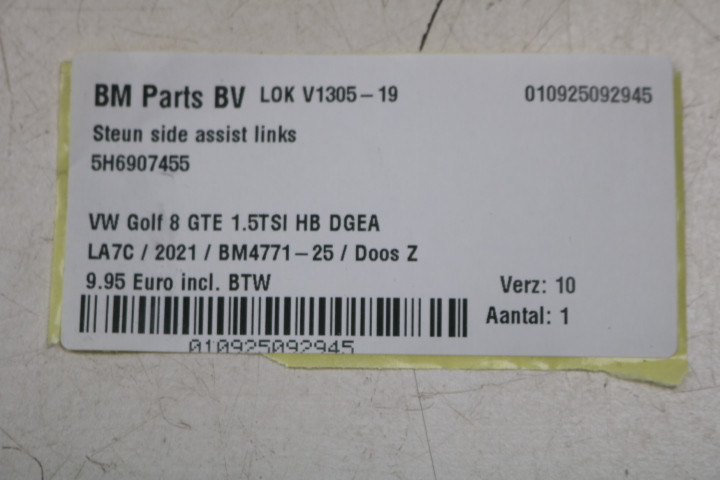 BM Parts BV LOK V1305-19 010925092945
Steun side assist links
5H6907455
VW Golf 8 GTE 1.5TSI HB DGEA
LA7C / 2021 / BM4771-25 / Doos Z
9.95 Euro incl. BTW Verz: 10
Aantal: 1
010925092945